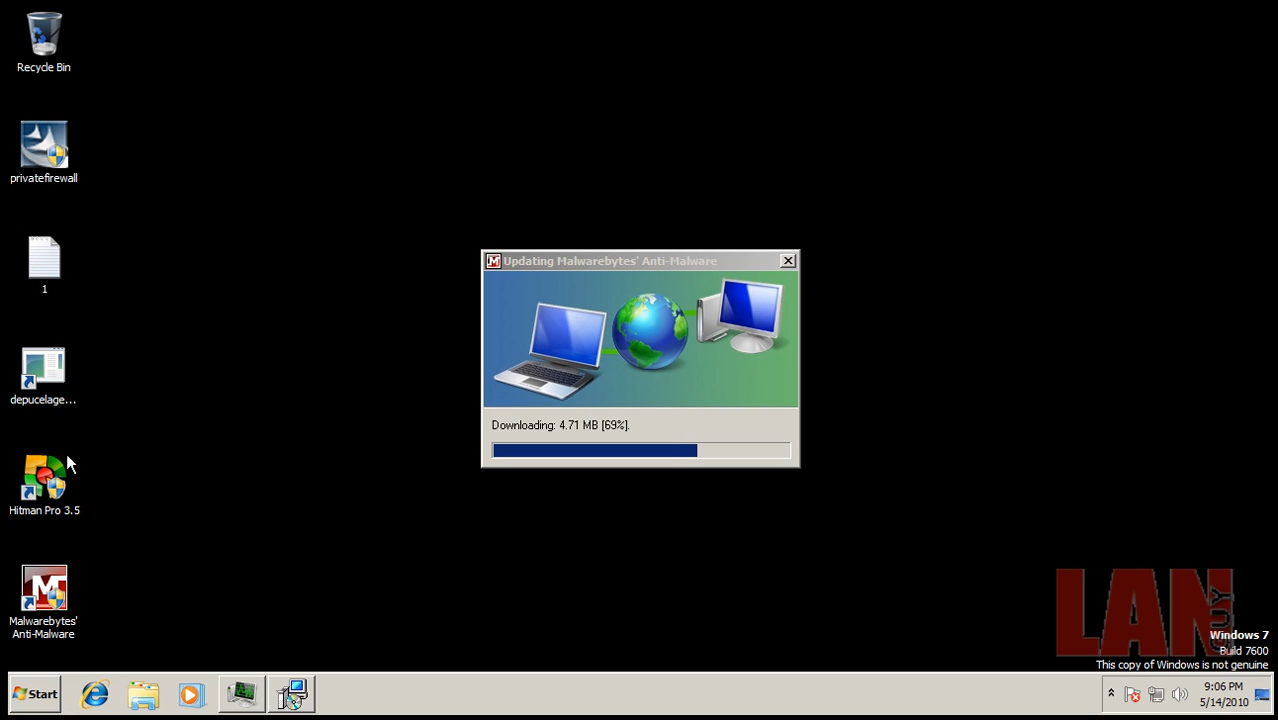 Recycle Bin
privatefirewall
1
depucelage...
Hitman Pro 3.5
Malwarebytes'
Anti-Malware
Updating Malwarebytes' Anti-Malware
Downloading: 4.71 MB [69%].
LAN
GUY
Windows 7
Build 7600
This copy of Windows is not genuine
Start
9:06 PM
5/14/2010